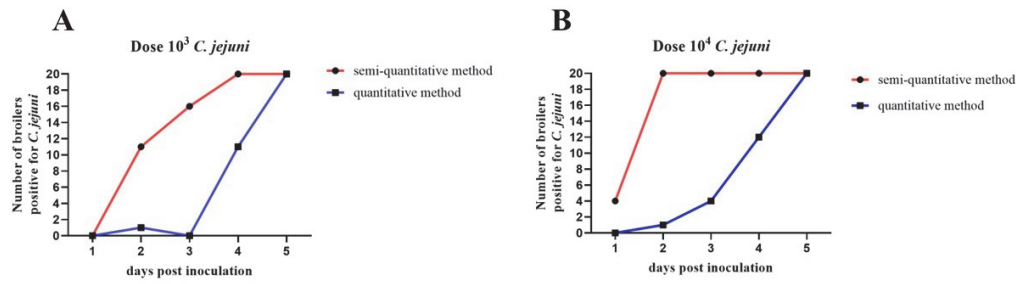 A
Dose 10³ C. jejuni
Number of broilers
positive for C. jejuni
20
18
16
14
12
10
8
6
4
2
0
1 2 3 4 5
days post inoculation
semi-quantitative method
quantitative method
B
Dose 10⁴ C. jejuni
Number of broilers
positive for C. jejuni
20
18
16
14
12
10
8
6
4
2
0
1 2 3 4 5
days post inoculation
semi-quantitative method
quantitative method